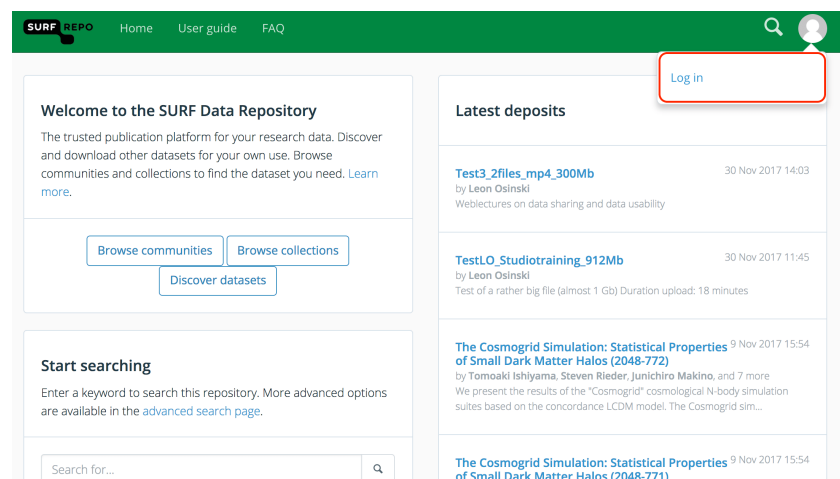 SURF REPO Home User guide FAQ
Log in
Welcome to the SURF Data Repository
The trusted publication platform for your research data. Discover
and download other datasets for your own use. Browse
communities and collections to find the dataset you need. Learn
more.
Browse communities Browse collections
Discover datasets
Start searching
Enter a keyword to search this repository. More advanced options
are available in the advanced search page.
Search for...
Latest deposits
Test3_2files_mp4_300Mb 30 Nov 2017 14:03
by Leon Osinski
Weblectures on data sharing and data usability
TestLO_Studiotraining_912Mb 30 Nov 2017 11:45
by Leon Osinski
Test of a rather big file (almost 1 Gb) Duration upload: 18 minutes
The Cosmogrid Simulation: Statistical Properties 9 Nov 2017 15:54
of Small Dark Matter Halos (2048-772)
by Tomoaki Ishiyama, Steven Rieder, Junichiro Makino, and 7 more
We present the results of the "Cosmogrid" cosmological N-body simulation
suites based on the concordance LCDM model. The Cosmogrid sim...
The Cosmogrid Simulation: Statistical Properties 9 Nov 2017 15:54
of Small Dark Matter Halos (2048-771)